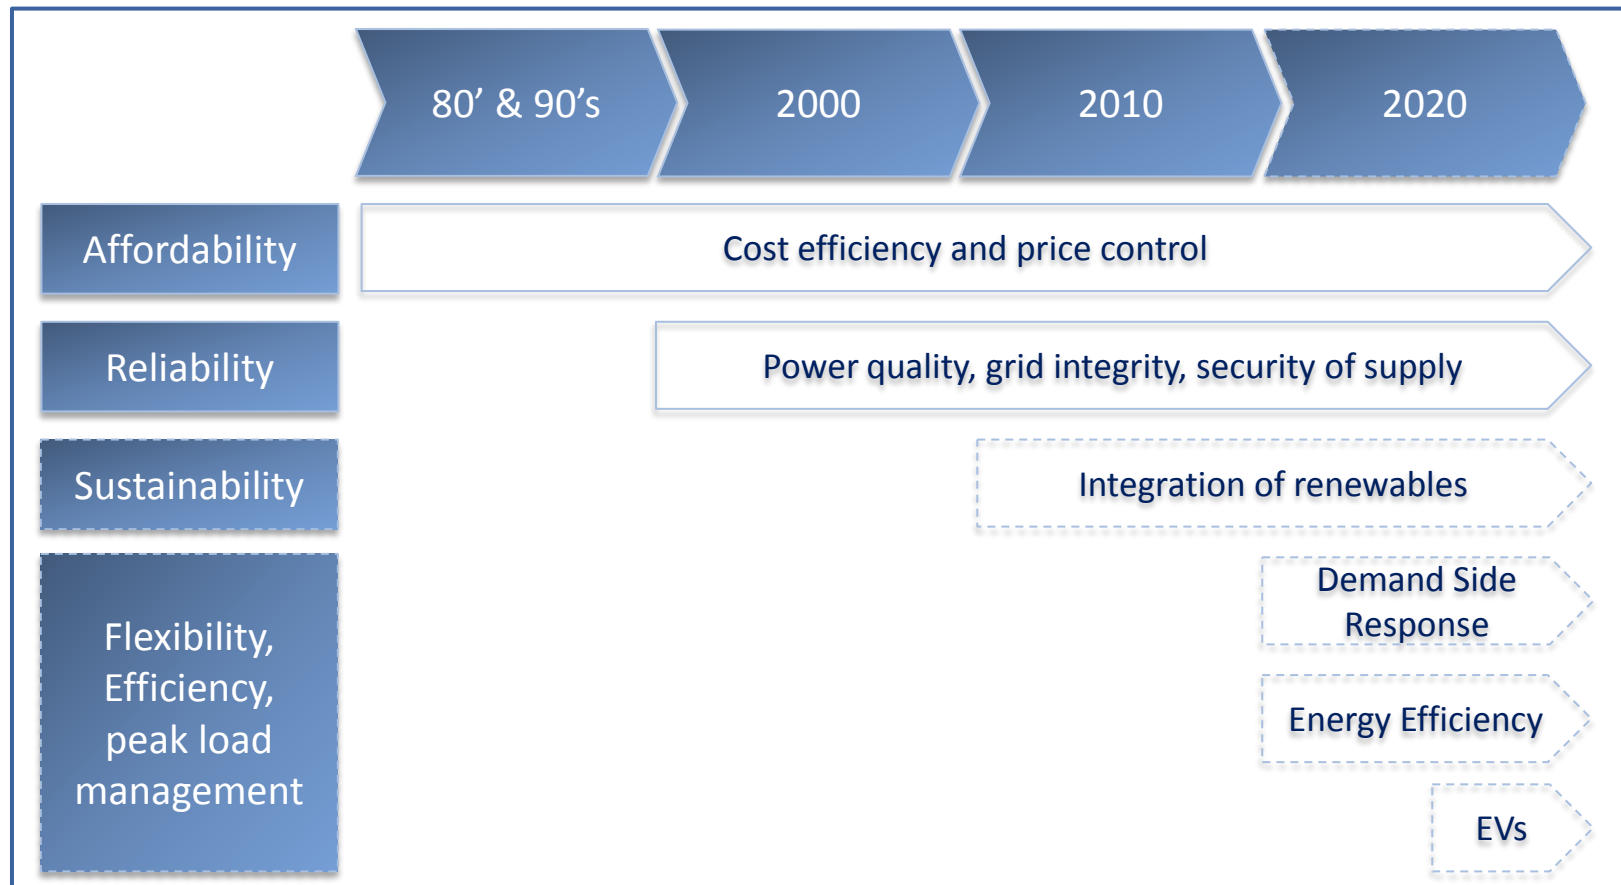 80’ & 90’s
2000
2010
2020
Affordability
Cost efficiency and price control
Reliability
Power quality, grid integrity, security of supply
Sustainability
Integration of renewables
Flexibility,
Efficiency,
peak load
management
Demand Side
Response
Energy Efficiency
EVs